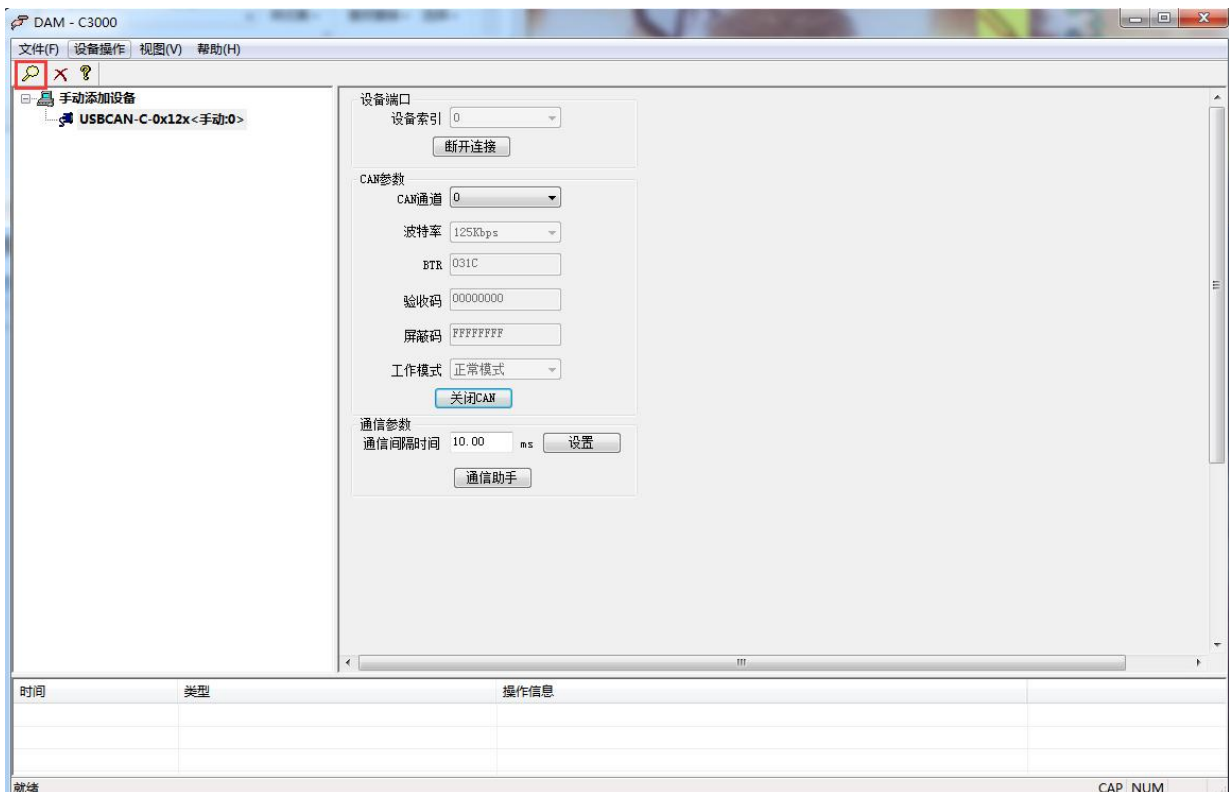 DAM - C3000
文件(F) 设备操作 视图(V) 帮助(H)
手动添加设备
USBCAN-C-0x12x<手动:0>
设备端口
设备索引 0
断开连接
CAN参数
CAN通道 0
波特率 125Kbps
BTR 031C
验收码 00000000
屏蔽码 FFFFFFFF
工作模式 正常模式
关闭CAN
通信参数
通信间隔时间 10.00 ms 设置
通信助手
时间 类型 操作信息
就绪 CAP NUM